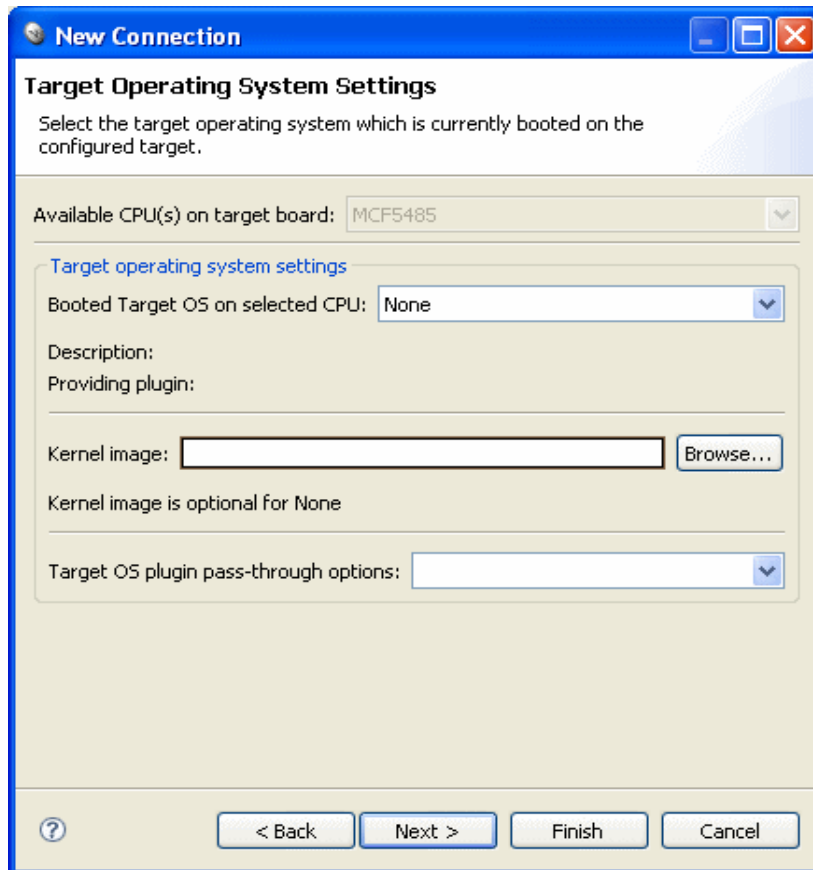 New Connection
Target Operating System Settings
Select the target operating system which is currently booted on the
configured target.
Available CPU(s) on target board: MCF5485
Target operating system settings
Booted Target OS on selected CPU: None
Description:
Providing plugin:
Kernel image: Browse...
Kernel image is optional for None
Target OS plugin pass-through options:
? < Back Next > Finish Cancel